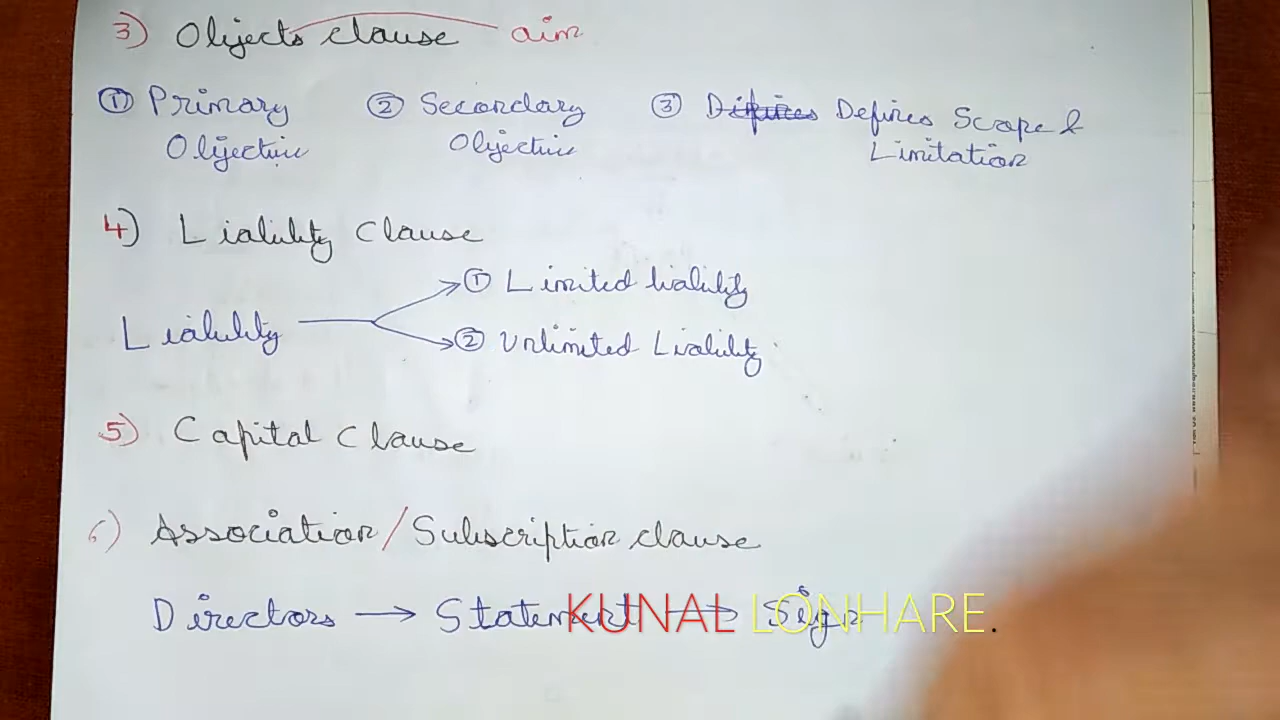 3) Objects clause — aim
① Primary Objective ② Secondary Objective ③ Defines Defines Scope & Limitation
4) Liability Clause
Liability
① Limited liability
② Unlimited Liability
5) Capital Clause
6) Association/Subscription clause
Directors → Statement → Sign
KUNAL LONHARE.